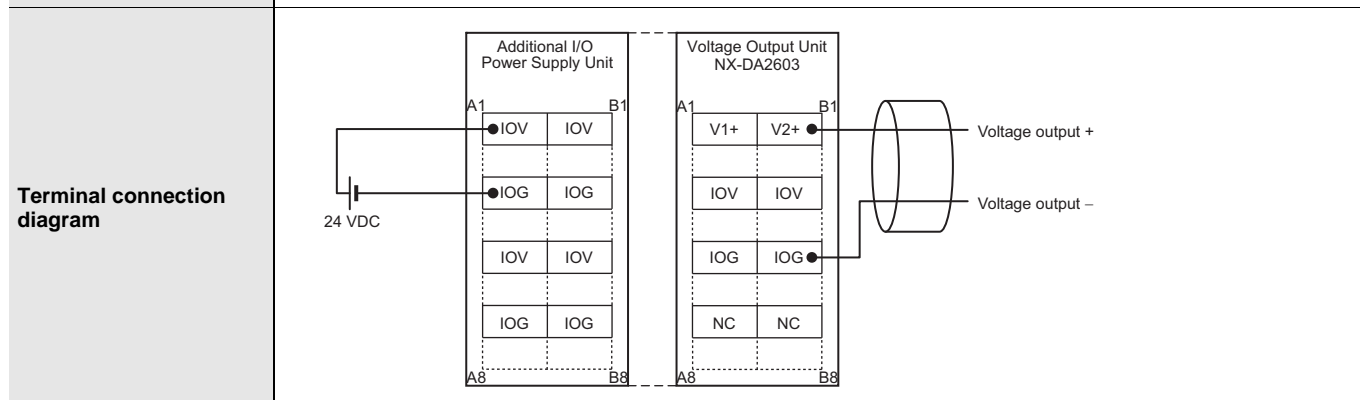 Terminal connection
diagram
Additional I/O
Power Supply Unit
A1 B1
IOV IOV
IOG IOG
IOV IOV
IOG IOG
A8 B8
24 VDC
Voltage Output Unit
NX-DA2603
A1 B1
V1+ V2+
IOV IOV
IOG IOG
NC NC
A8 B8
Voltage output +
Voltage output −